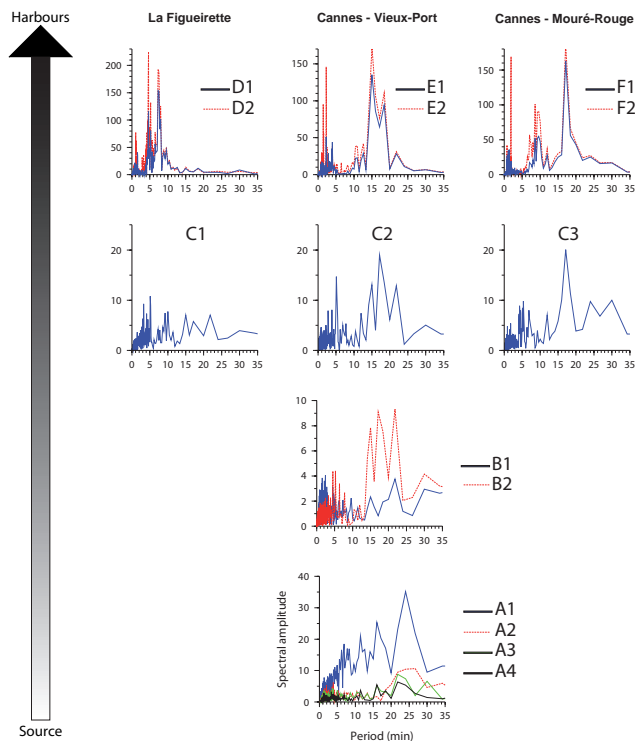 Harbours
La Figueirette
Cannes - Vieux-Port
Cannes - Mouré-Rouge
200
150
100
50
0
0 5 10 15 20 25 30 35
D1
D2
150
100
50
0
0 5 10 15 20 25 30 35
E1
E2
150
100
50
0
0 5 10 15 20 25 30 35
F1
F2
C1
20
10
0
0 5 10 15 20 25 30 35
C2
20
10
0
0 5 10 15 20 25 30 35
C3
20
10
0
0 5 10 15 20 25 30 35
10
8
6
4
2
0
0 5 10 15 20 25 30 35
B1
B2
Spectral amplitude
40
30
20
10
0
0 5 10 15 20 25 30 35
Period (min)
A1
A2
A3
A4
Source